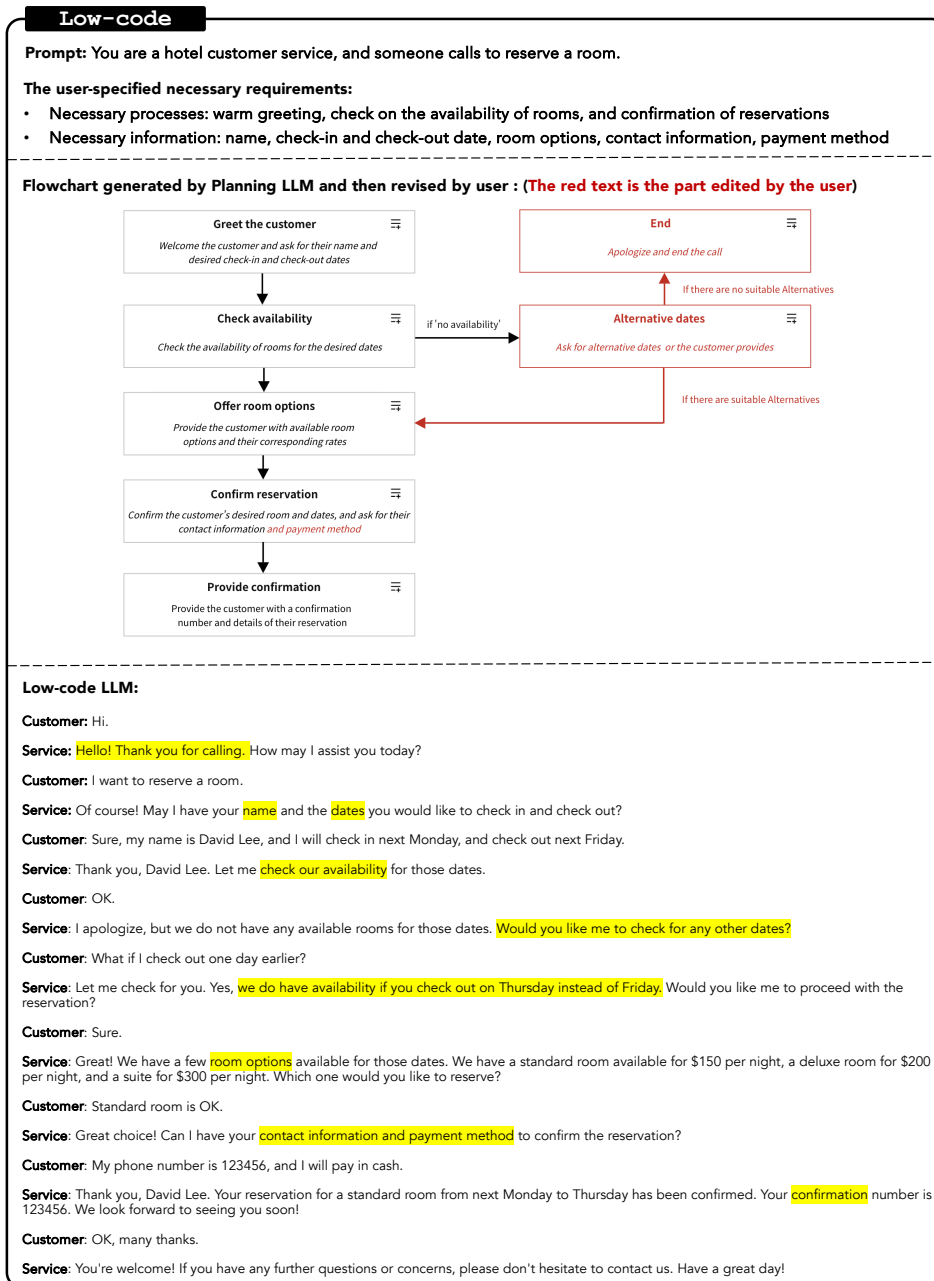 Low-code
Prompt: You are a hotel customer service, and someone calls to reserve a room.
The user-specified necessary requirements:
• Necessary processes: warm greeting, check on the availability of rooms, and confirmation of reservations
• Necessary information: name, check-in and check-out date, room options, contact information, payment method
Flowchart generated by Planning LLM and then revised by user : (The red text is the part edited by the user)
Greet the customer
Welcome the customer and ask for their name and
desired check-in and check-out dates
End
Apologize and end the call
If there are no suitable Alternatives
Check availability
Check the availability of rooms for the desired dates
if 'no availability'
Alternative dates
Ask for alternative dates or the customer provides
If there are suitable Alternatives
Offer room options
Provide the customer with available room
options and their corresponding rates
Confirm reservation
Confirm the customer's desired room and dates, and ask for their
contact information and payment method
Provide confirmation
Provide the customer with a confirmation
number and details of their reservation
Low-code LLM:
Customer: Hi.
Service: Hello! Thank you for calling. How may I assist you today?
Customer: I want to reserve a room.
Service: Of course! May I have your name and the dates you would like to check in and check out?
Customer: Sure, my name is David Lee, and I will check in next Monday, and check out next Friday.
Service: Thank you, David Lee. Let me check our availability for those dates.
Customer: OK.
Service: I apologize, but we do not have any available rooms for those dates. Would you like me to check for any other dates?
Customer: What if I check out one day earlier?
Service: Let me check for you. Yes, we do have availability if you check out on Thursday instead of Friday. Would you like me to proceed with the
reservation?
Customer: Sure.
Service: Great! We have a few room options available for those dates. We have a standard room available for $150 per night, a deluxe room for $200
per night, and a suite for $300 per night. Which one would you like to reserve?
Customer: Standard room is OK.
Service: Great choice! Can I have your contact information and payment method to confirm the reservation?
Customer: My phone number is 123456, and I will pay in cash.
Service: Thank you, David Lee. Your reservation for a standard room from next Monday to Thursday has been confirmed. Your confirmation number is
123456. We look forward to seeing you soon!
Customer: OK, many thanks.
Service: You're welcome! If you have any further questions or concerns, please don't hesitate to contact us. Have a great day!